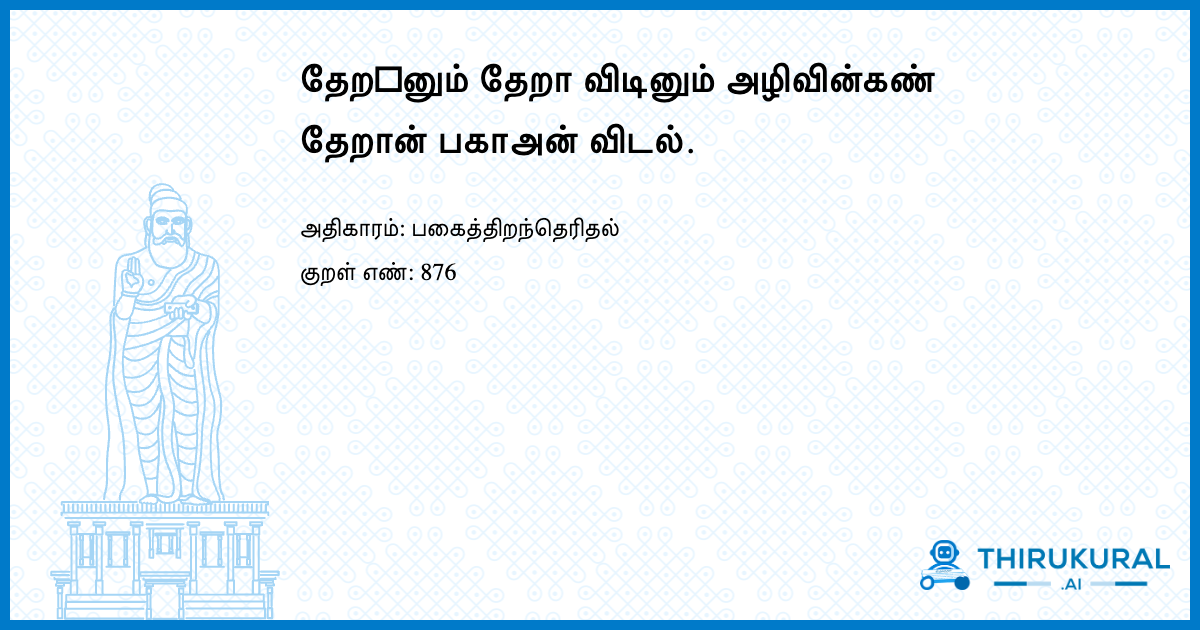 தேற□னும் தேறா விடினும் அழிவின்கண்
தேறான் பகாஅன் விடல்.
அதிகாரம்: பகைத்திறந்தெரிதல்
குறள் எண்: 876
THIRUKURAL
.AI